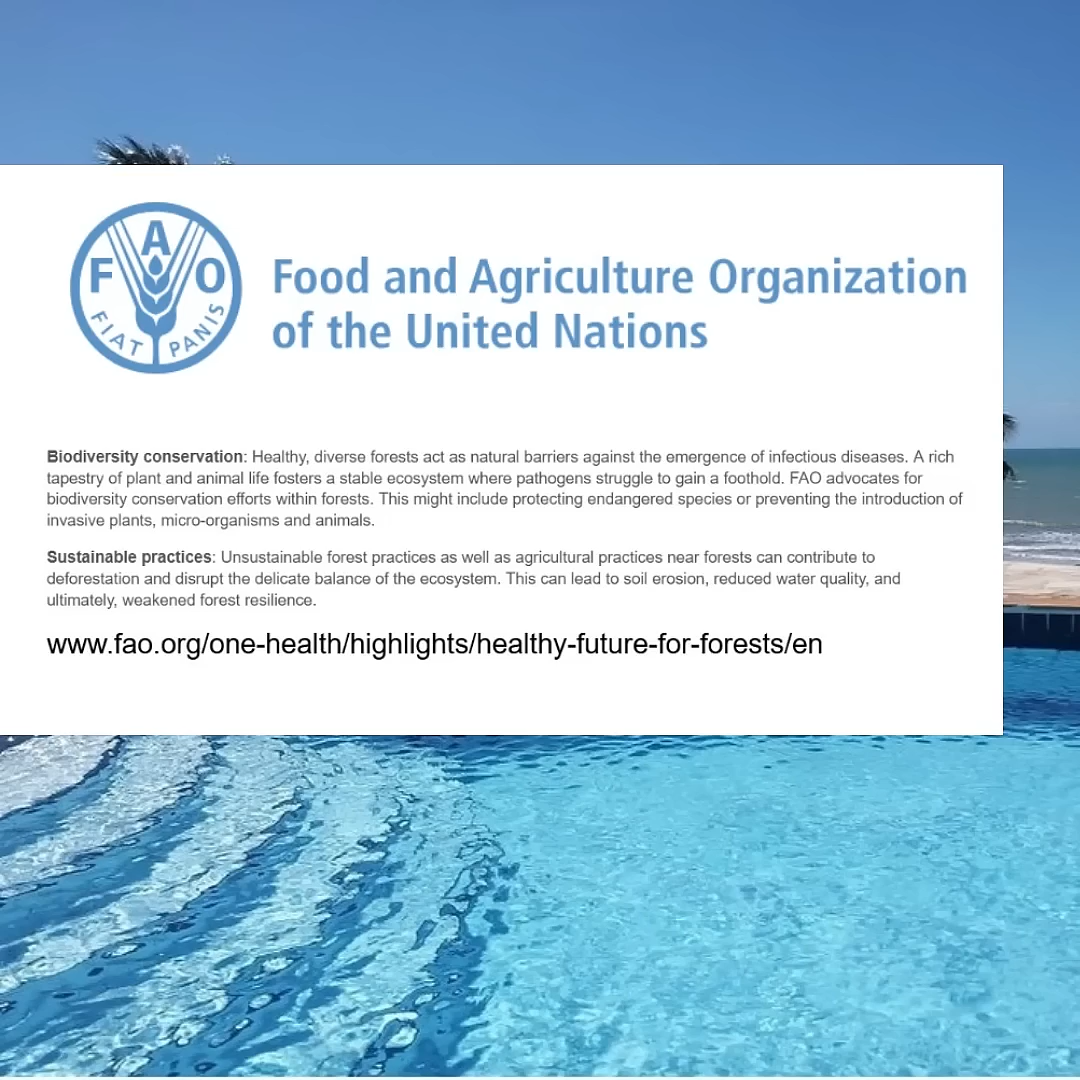 FAO
FIAT PANIS
Food and Agriculture Organization
of the United Nations
Biodiversity conservation: Healthy, diverse forests act as natural barriers against the emergence of infectious diseases. A rich
tapestry of plant and animal life fosters a stable ecosystem where pathogens struggle to gain a foothold. FAO advocates for
biodiversity conservation efforts within forests. This might include protecting endangered species or preventing the introduction of
invasive plants, micro-organisms and animals.
Sustainable practices: Unsustainable forest practices as well as agricultural practices near forests can contribute to
deforestation and disrupt the delicate balance of the ecosystem. This can lead to soil erosion, reduced water quality, and
ultimately, weakened forest resilience.
www.fao.org/one-health/highlights/healthy-future-for-forests/en